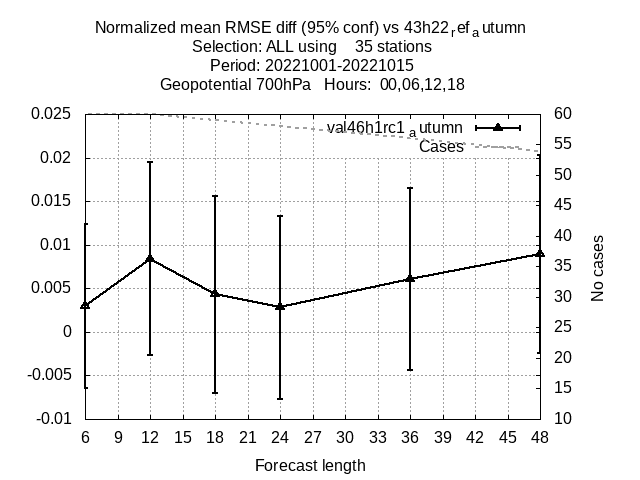 Normalized mean RMSE diff (95% conf) vs 43h22ᵣefₐutumn
Selection: ALL using    35 stations
Period: 20221001-20221015
Geopotential 700hPa   Hours:  00,06,12,18
val46h1rc1ₐutumn
Cases
0.025
0.02
0.015
0.01
0.005
0
-0.005
-0.01
60
55
50
45
40
35
30
25
20
15
10
No cases
6 9 12 15 18 21 24 27 30 33 36 39 42 45 48
Forecast length